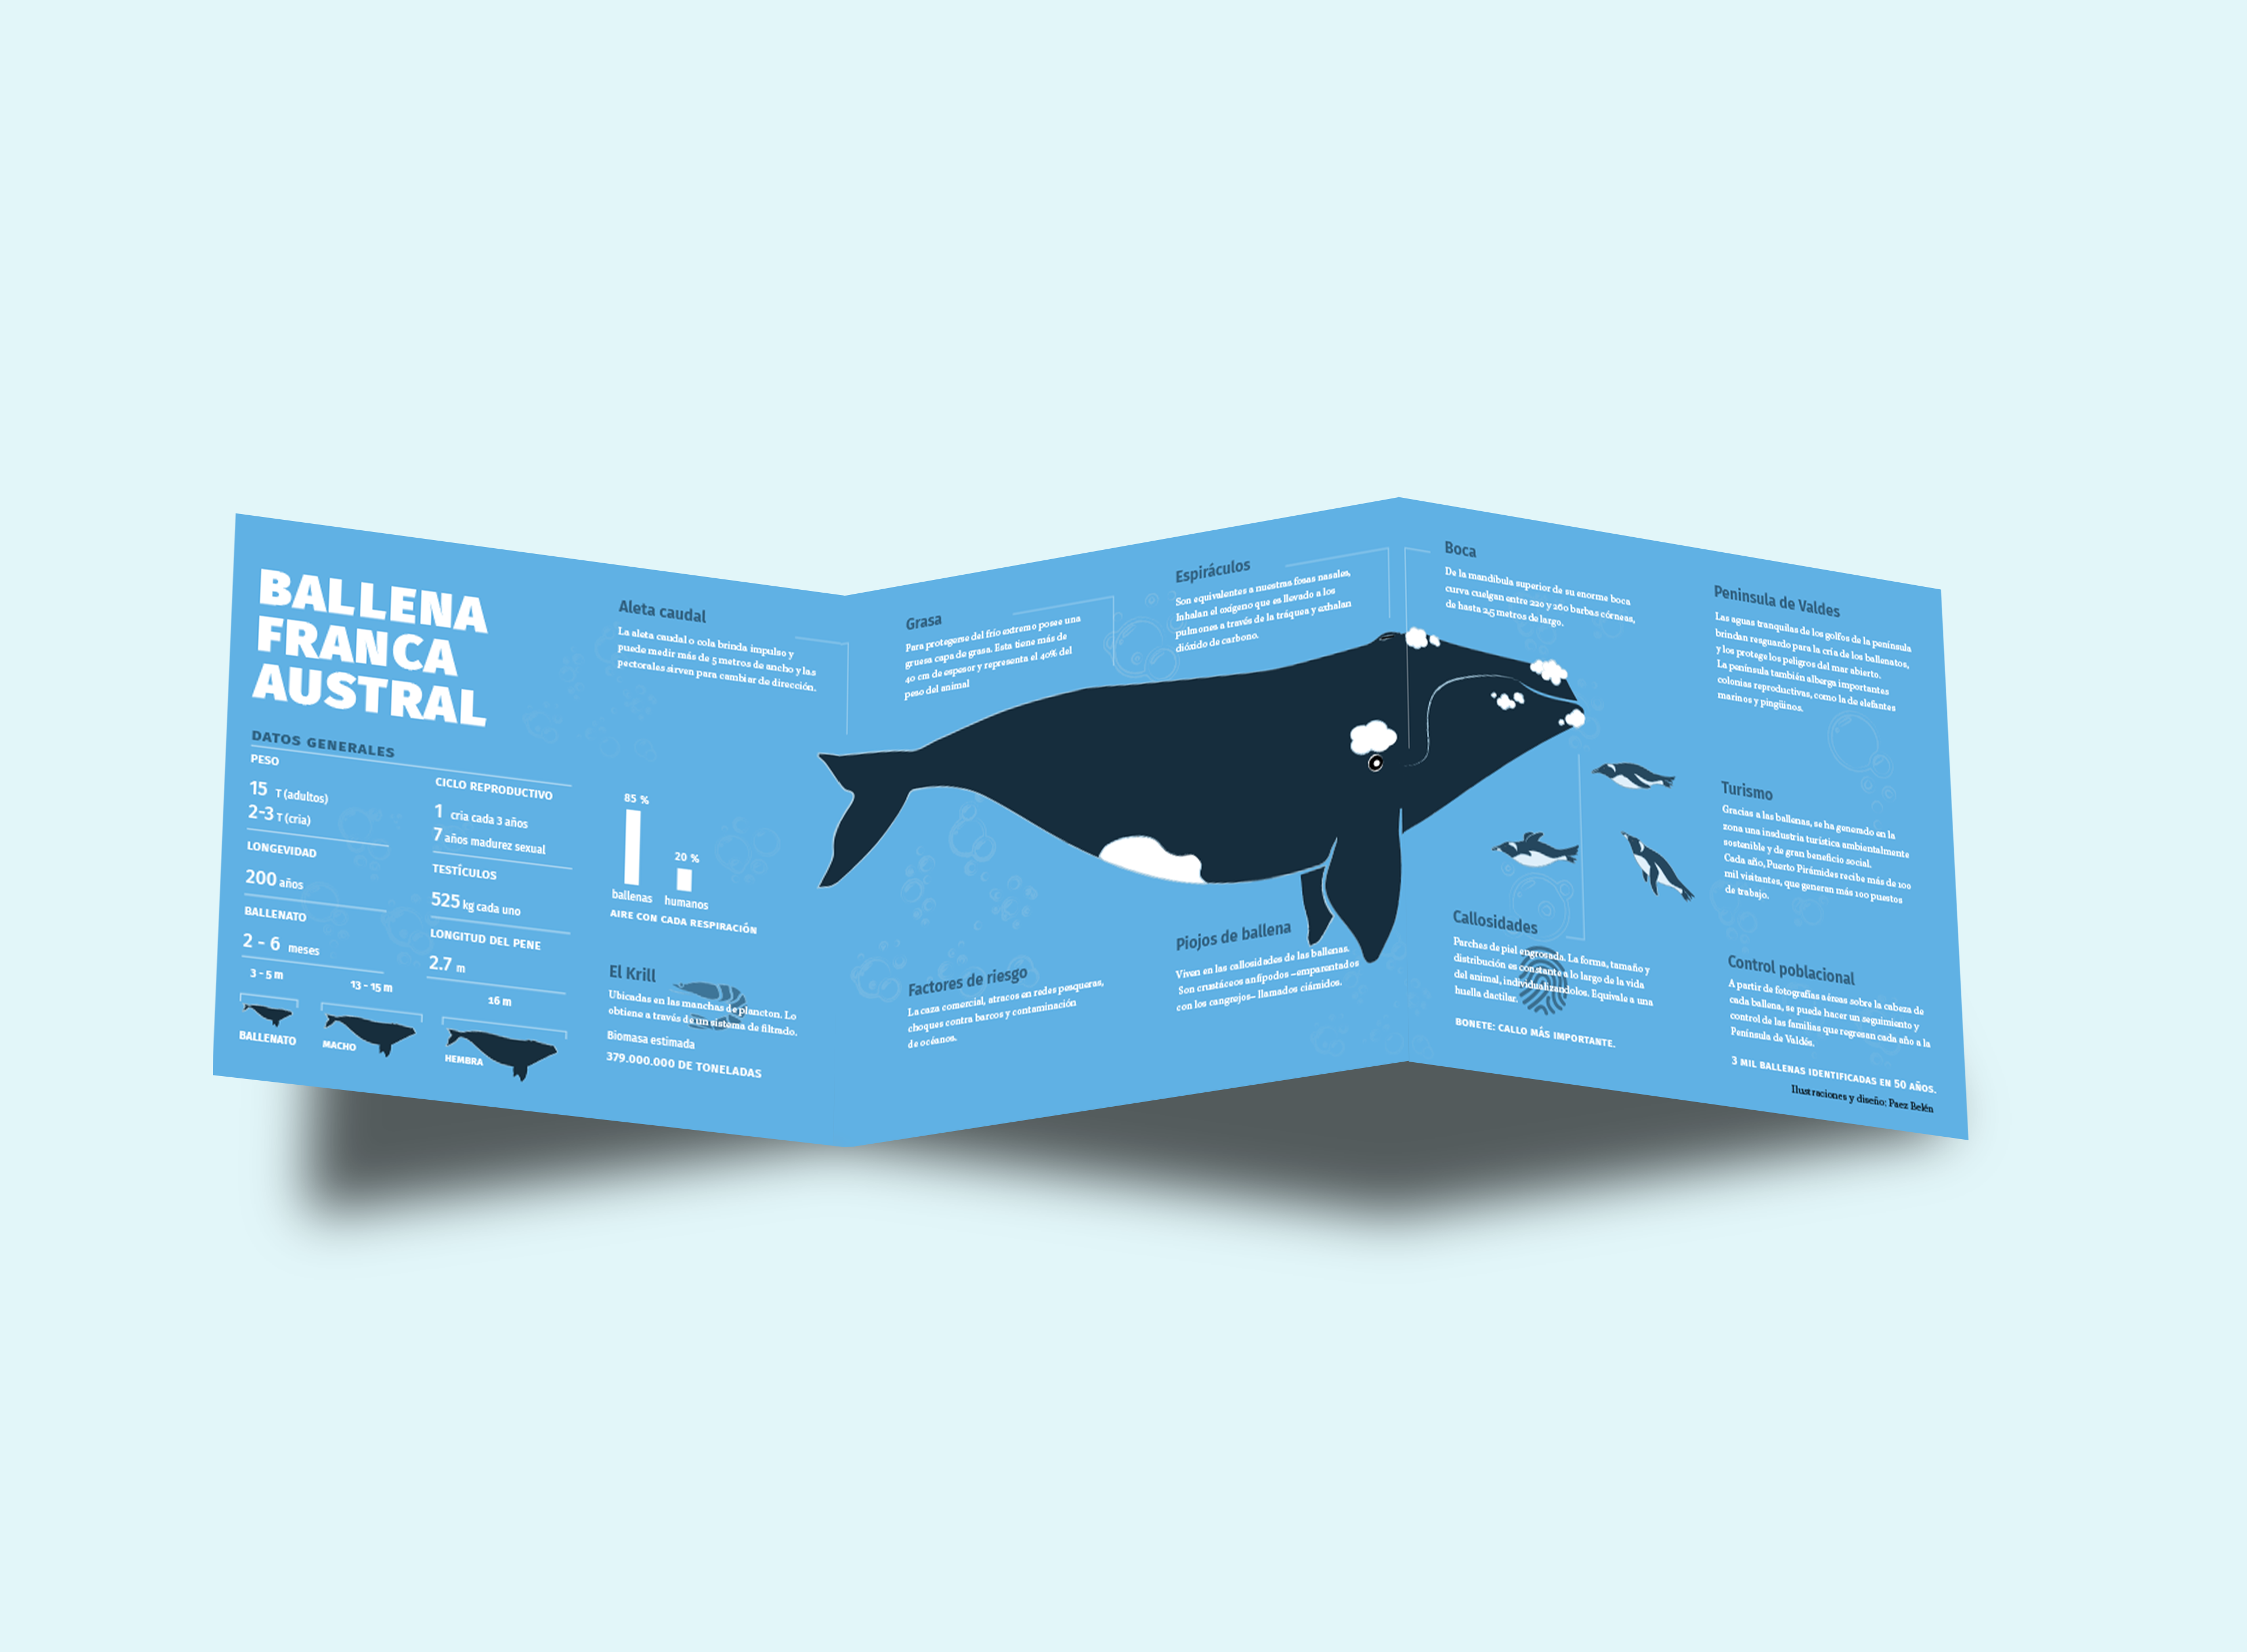 BALLENA
FRANCA
AUSTRAL
DATOS GENERALES
PESO
15 T (adultos)
2-3 T (cria)
LONGEVIDAD
200 años
BALLENATO
2 - 6 meses
CICLO REPRODUCTIVO
1 cria cada 3 años
7 años madurez sexual
TESTÍCULOS
525 kg cada uno
LONGITUD DEL PENE
2.7 m
3 - 5 m
BALLENATO
13 - 15 m
MACHO
16 m
HEMBRA
Aleta caudal
La aleta caudal o cola brinda impulso y
puede medir más de 5 metros de ancho y las
pectorales sirven para cambiar de dirección.
85 %
20 %
ballenas
humanos
AIRE CON CADA RESPIRACIÓN
El Krill
Ubicadas en las manchas de plancton. Lo
obtiene a través de un sistema de filtrado.
Biomasa estimada
379.000.000 DE TONELADAS
Grasa
Para protegerse del frío extremo posee una
gruesa capa de grasa. Esta tiene más de
40 cm de espesor y representa el 40% del
peso del animal
Factores de riesgo
La caza comercial, atracos en redes pesqueras,
choques contra barcos y contaminación
de océanos.
Espiráculos
Son equivalentes a nuestras fosas nasales,
Inhalan el oxígeno que es llevado a los
pulmones a través de la tráquea y exhalan
dióxido de carbono.
Piojos de ballena
Viven en las callosidades de las ballenas.
Son crustáceos anfípodos –emparentados
con los cangrejos– llamados ciámidos.
Boca
De la mandíbula superior de su enorme boca
curva cuelgan entre 220 y 260 barbas córneas,
de hasta 2,5 metros de largo.
Callosidades
Parches de piel engrosada. La forma, tamaño y
distribución es constante a lo largo de la vida
del animal, individualizandolos. Equivale a una
huella dactilar.
BONETE: CALLO MÁS IMPORTANTE.
Peninsula de Valdes
Las aguas tranquilas de los golfos de la península
brindan resguardo para la cría de los ballenatos,
y los protege los peligros del mar abierto.
La península también alberga importantes
colonias reproductivas, como la de elefantes
marinos y pingüinos.
Turismo
Gracias a las ballenas, se ha generado en la
zona una insdustria turística ambientalmente
sostenible y de gran beneficio social.
Cada año, Puerto Pirámides recibe más de 100
mil visitantes, que generan más 100 puestos
de trabajo.
Control poblacional
A partir de fotografías aéreas sobre la cabeza de
cada ballena, se puede hacer un seguimiento y
control de las familias que regresan cada año a la
Península de Valdés.
3 MIL BALLENAS IDENTIFICADAS EN 50 AÑOS.
Ilustraciones y diseño: Paez Belén